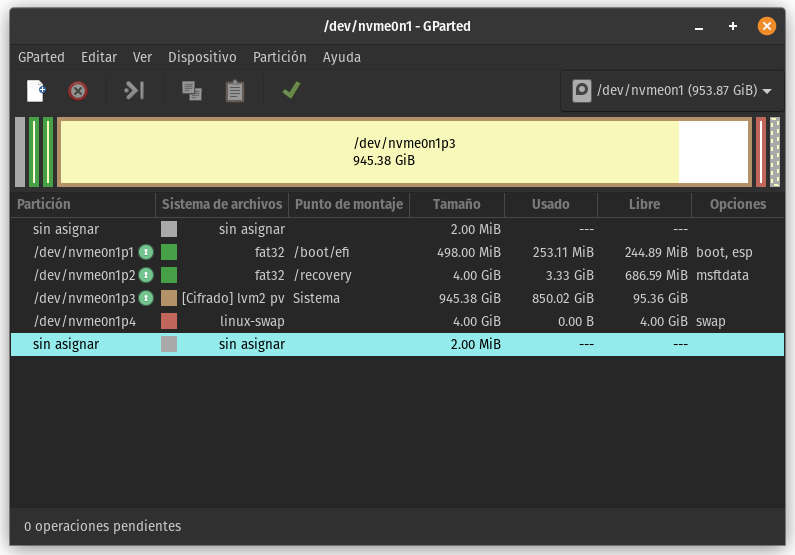 /dev/nvme0n1 - GParted
GParted Editar Ver Dispositivo Partición Ayuda
/dev/nvme0n1 (953.87 GiB)
/dev/nvme0n1p3
945.38 GiB
Partición Sistema de archivos Punto de montaje Tamaño Usado Libre Opciones
sin asignar sin asignar 2.00 MiB --- ---
/dev/nvme0n1p1 fat32 /boot/efi 498.00 MiB 253.11 MiB 244.89 MiB boot, esp
/dev/nvme0n1p2 fat32 /recovery 4.00 GiB 3.33 GiB 686.59 MiB msftdata
/dev/nvme0n1p3 [Cifrado] lvm2 pv Sistema 945.38 GiB 850.02 GiB 95.36 GiB
/dev/nvme0n1p4 linux-swap 4.00 GiB 0.00 B 4.00 GiB swap
sin asignar sin asignar 2.00 MiB --- ---
0 operaciones pendientes